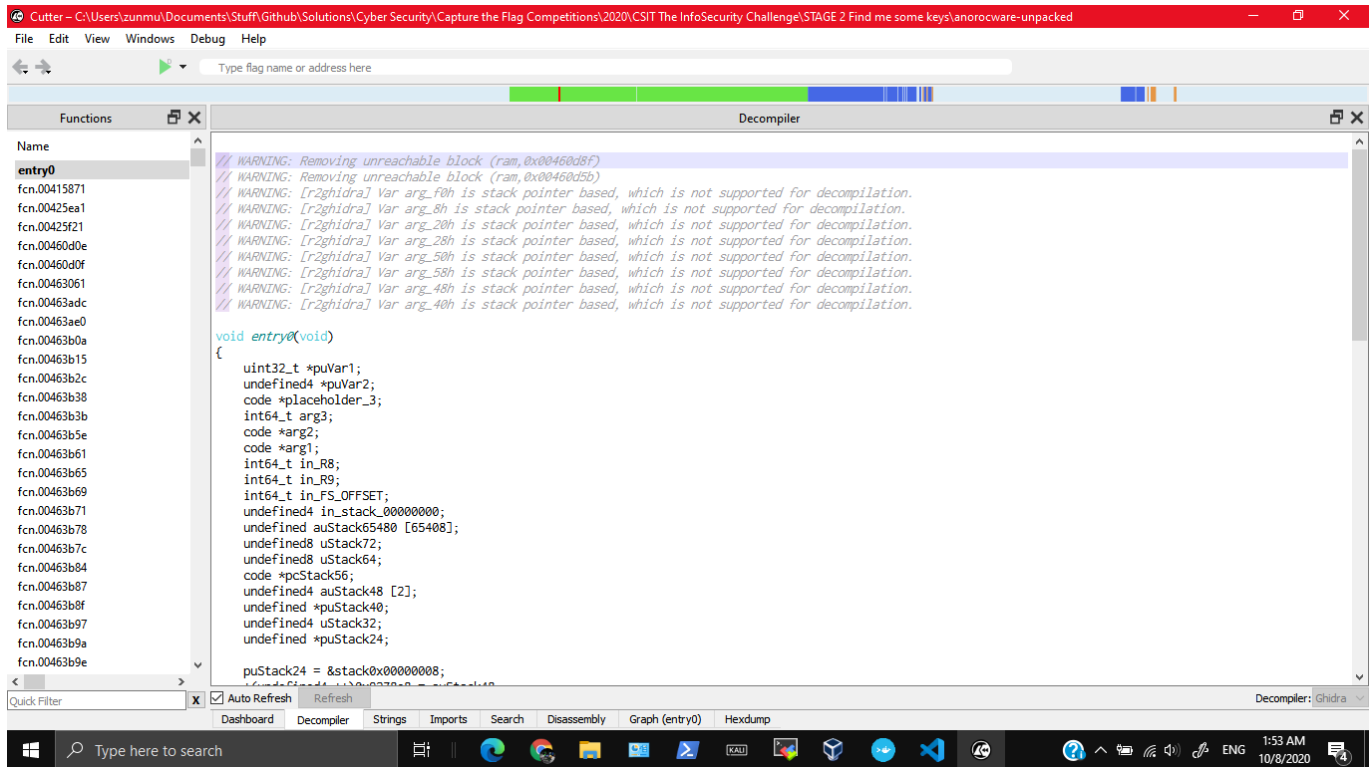 Cutter – C:\Users\zunmu\Documents\Stuff\Github\Solutions\Cyber Security\Capture the Flag Competitions\2020\CSIT The InfoSecurity Challenge\STAGE 2 Find me some keys\anorocware-unpacked
File Edit View Windows Debug Help
Type flag name or address here
Functions
Decompiler
Name
entry0
fcn.00415871
fcn.00425ea1
fcn.00425f21
fcn.00460d0e
fcn.00460d0f
fcn.00463061
fcn.00463adc
fcn.00463ae0
fcn.00463b0a
fcn.00463b15
fcn.00463b2c
fcn.00463b38
fcn.00463b3b
fcn.00463b5e
fcn.00463b61
fcn.00463b65
fcn.00463b69
fcn.00463b71
fcn.00463b78
fcn.00463b7c
fcn.00463b84
fcn.00463b87
fcn.00463b8f
fcn.00463b97
fcn.00463b9a
fcn.00463b9e
Quick Filter
X
// WARNING: Removing unreachable block (ram,0x00460d8f)
// WARNING: Removing unreachable block (ram,0x00460d5b)
// WARNING: [r2ghidra] Var arg_f0h is stack pointer based, which is not supported for decompilation.
// WARNING: [r2ghidra] Var arg_8h is stack pointer based, which is not supported for decompilation.
// WARNING: [r2ghidra] Var arg_20h is stack pointer based, which is not supported for decompilation.
// WARNING: [r2ghidra] Var arg_28h is stack pointer based, which is not supported for decompilation.
// WARNING: [r2ghidra] Var arg_50h is stack pointer based, which is not supported for decompilation.
// WARNING: [r2ghidra] Var arg_58h is stack pointer based, which is not supported for decompilation.
// WARNING: [r2ghidra] Var arg_48h is stack pointer based, which is not supported for decompilation.
// WARNING: [r2ghidra] Var arg_40h is stack pointer based, which is not supported for decompilation.
void entry0(void)
{
uint32_t *puVar1;
undefined4 *puVar2;
code *placeholder_3;
int64_t arg3;
code *arg2;
code *arg1;
int64_t in_R8;
int64_t in_R9;
int64_t in_FS_OFFSET;
undefined4 in_stack_00000000;
undefined auStack65480 [65408];
undefined8 uStack72;
undefined8 uStack64;
code *pcStack56;
undefined4 auStack48 [2];
undefined *puStack40;
undefined4 uStack32;
undefined *puStack24;
puStack24 = &stack0x00000008;
Auto Refresh Refresh
Decompiler: Ghidra
Dashboard Decompiler Strings Imports Search Disassembly Graph (entry0) Hexdump
Type here to search
KALI
ENG
1:53 AM
10/8/2020
4